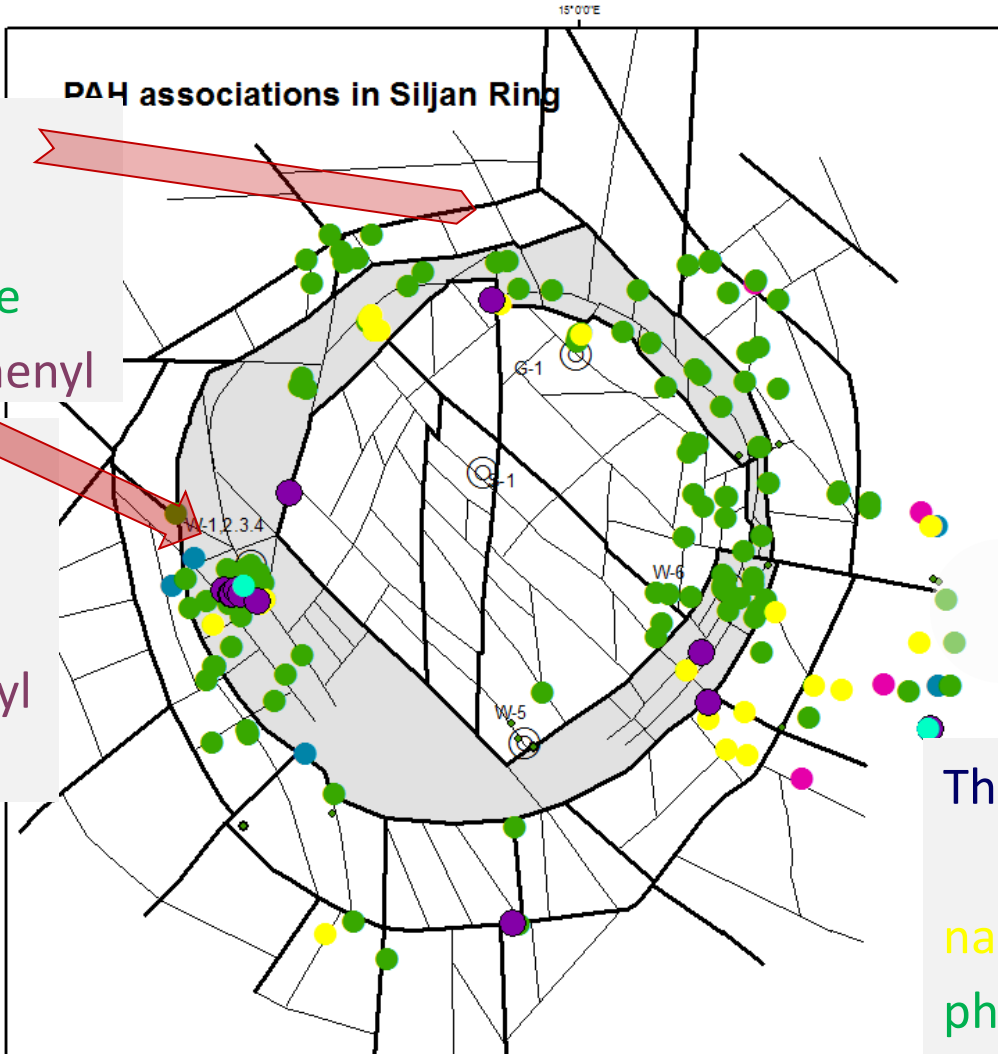 15°0'0"E
PAH associations in Siljan Ring
e
henyl
G-1
S-1
W-1,2.3.4
W-6
yl
W-5
Th
na
ph